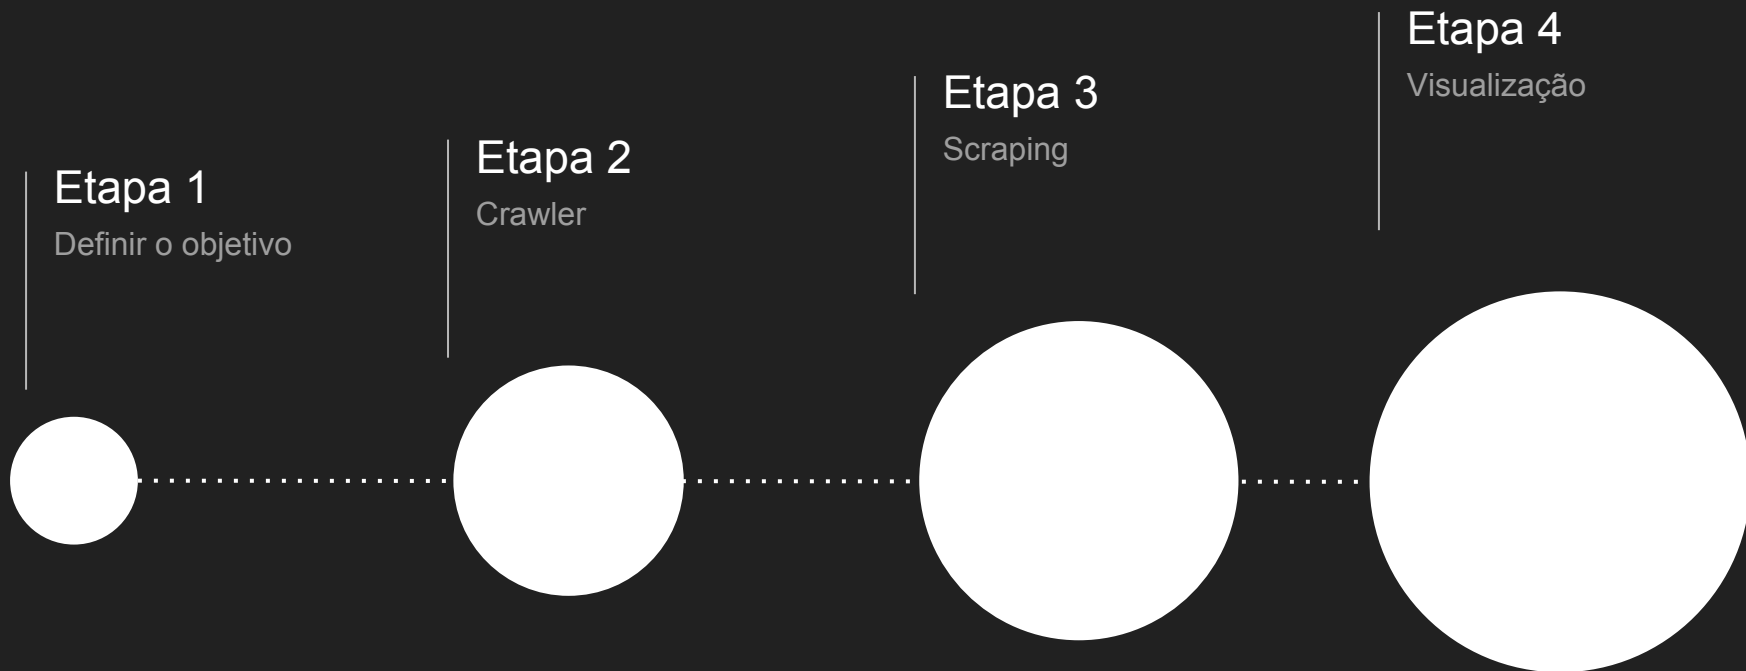 Etapa 1
Definir o objetivo
Etapa 2
Crawler
Etapa 3
Scraping
Etapa 4
Visualização